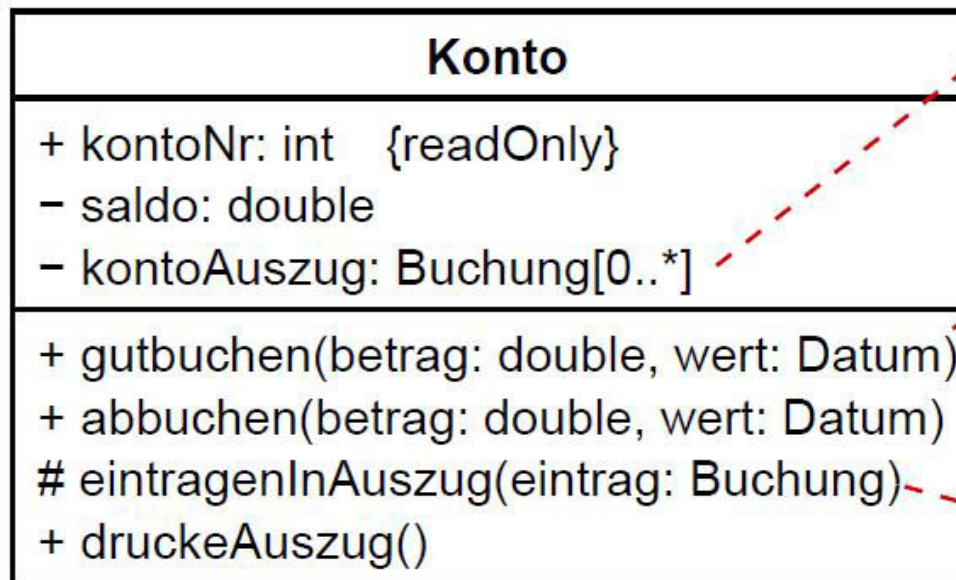 Konto
+ kontoNr: int {readOnly}
− saldo: double
− kontoAuszug: Buchung[0..*]
+ gutbuchen(betrag: double, wert: Datum)
+ abbuchen(betrag: double, wert: Datum)
# eintragenInAuszug(eintrag: Buchung)
+ druckeAuszug()